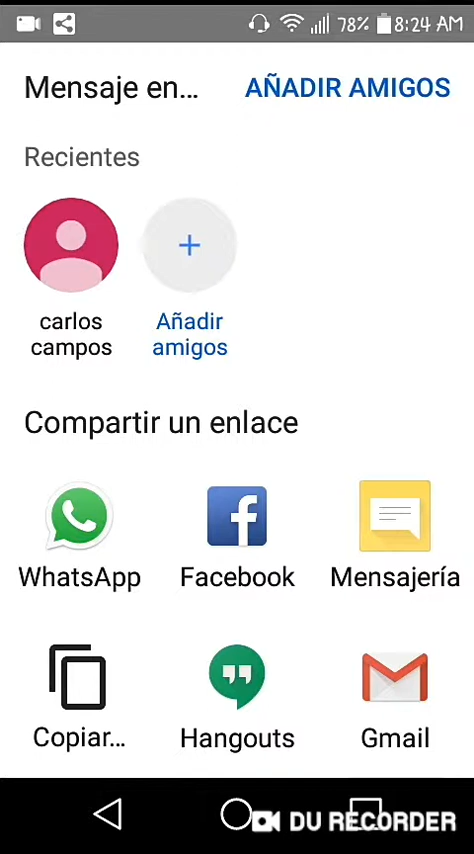 78% 8:24 AM
Mensaje en... AÑADIR AMIGOS
Recientes
carlos
campos
Añadir
amigos
Compartir un enlace
WhatsApp Facebook Mensajería
Copiar... Hangouts Gmail
DU RECORDER